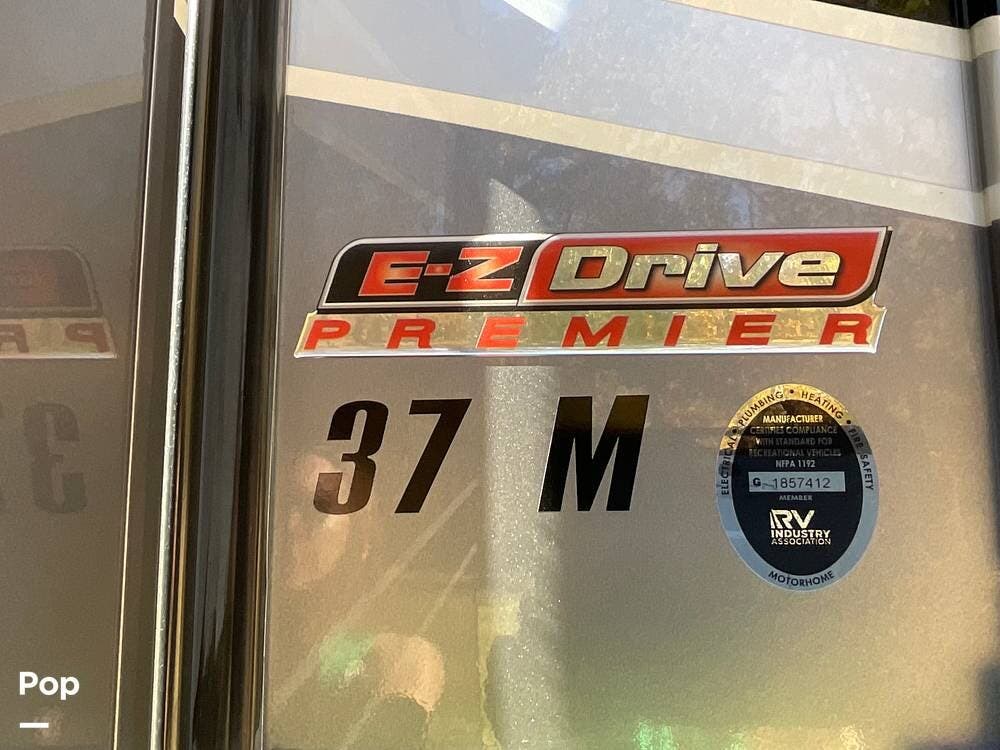 E-Z Drive
PREMIER
37 M
ELECTRICAL • PLUMBING • HEATING • FIRE SAFETY
MANUFACTURER
CERTIFIES COMPLIANCE
WITH STANDARD FOR
RECREATIONAL VEHICLES
NFPA 1192
G 1857412
MEMBER
RV
INDUSTRY
ASSOCIATION
MOTORHOME
Pop